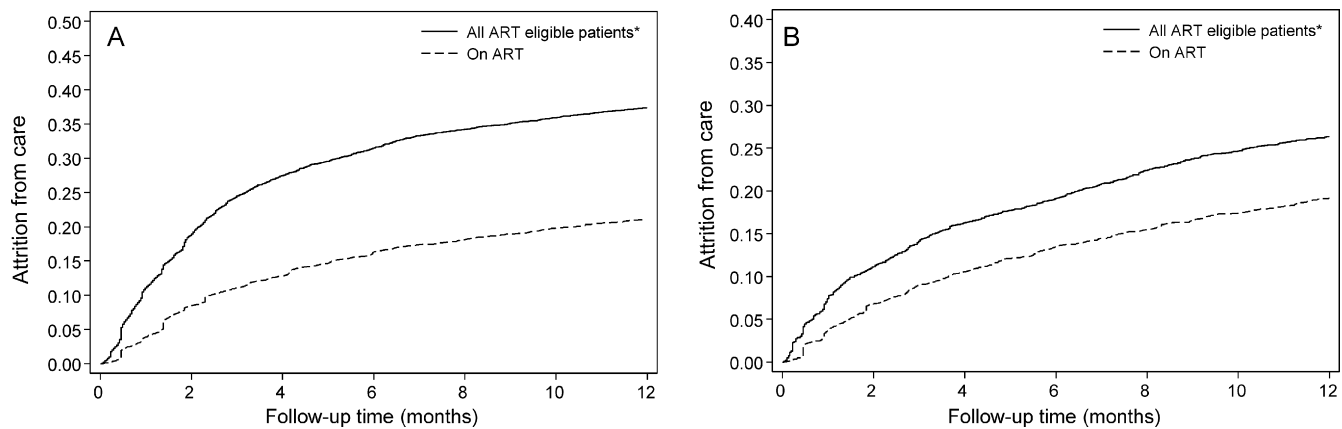 A
All ART eligible patients*
On ART
Attrition from care
0.50
0.45
0.40
0.35
0.30
0.25
0.20
0.15
0.10
0.05
0.00
0 2 4 6 8 10 12
Follow-up time (months)
B
All ART eligible patients*
On ART
Attrition from care
0.40
0.35
0.30
0.25
0.20
0.15
0.10
0.05
0.00
0 2 4 6 8 10 12
Follow-up time (months)